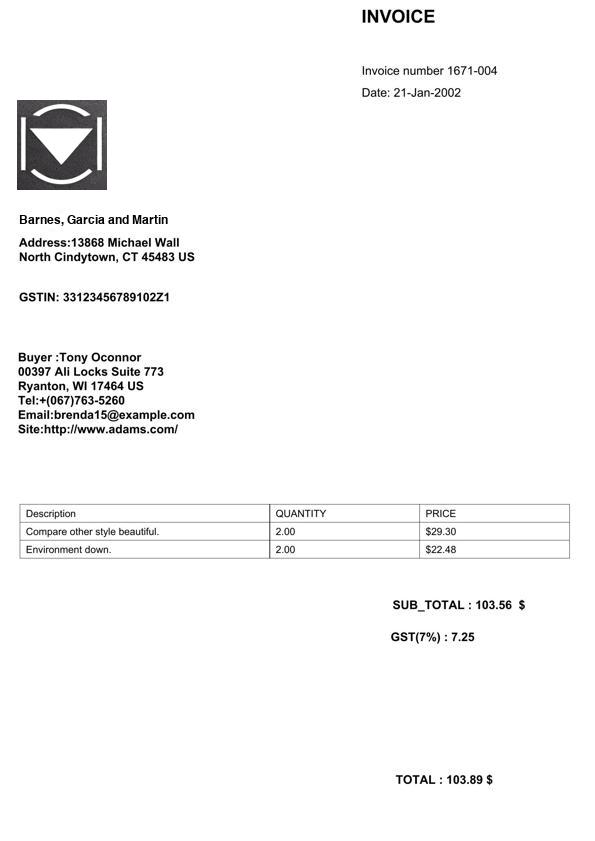 INVOICE
Invoice number 1671-004
Date: 21-Jan-2002
Barnes, Garcia and Martin
Address:13868 Michael Wall
North Cindytown, CT 45483 US
GSTIN: 33123456789102Z1
Buyer :Tony Oconnor
00397 Ali Locks Suite 773
Ryanton, WI 17464 US
Tel:+(067)763-5260
Email:brenda15@example.com
Site:http://www.adams.com/
Description QUANTITY PRICE
Compare other style beautiful. 2.00 $29.30
Environment down. 2.00 $22.48
SUB_TOTAL : 103.56 $
GST(7%) : 7.25
TOTAL : 103.89 $